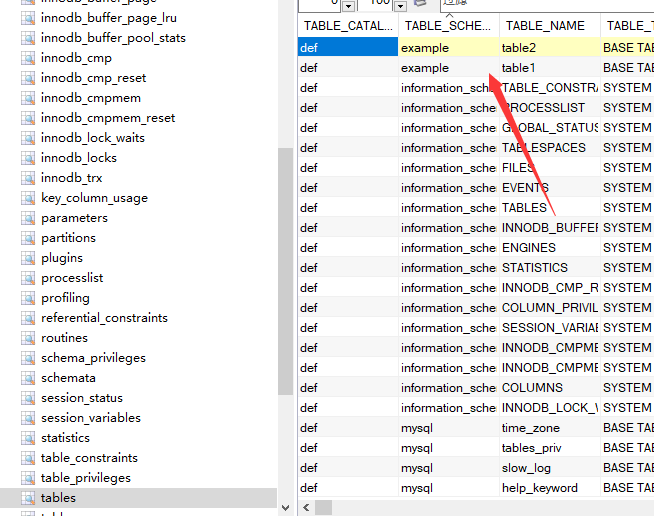 innodb_buffer_page
innodb_buffer_page_lru
innodb_buffer_pool_stats
innodb_cmp
innodb_cmp_reset
innodb_cmpmem
innodb_cmpmem_reset
innodb_lock_waits
innodb_locks
innodb_trx
key_column_usage
parameters
partitions
plugins
processlist
profiling
referential_constraints
routines
schema_privileges
schemata
session_status
session_variables
statistics
table_constraints
table_privileges
tables
0 100
TABLE_CATAL... TABLE_SCHE... TABLE_NAME TABLE_T
def example table2 BASE TAB
def example table1 BASE TAB
def information_sche TABLE_CONSTRA SYSTEM
def information_sche PROCESSLIST SYSTEM
def information_sche GLOBAL_STATUS SYSTEM
def information_sche TABLESPACES SYSTEM
def information_sche FILES SYSTEM
def information_sche EVENTS SYSTEM
def information_sche TABLES SYSTEM
def information_sche INNODB_BUFFER SYSTEM
def information_sche ENGINES SYSTEM
def information_sche STATISTICS SYSTEM
def information_sche INNODB_CMP_R SYSTEM
def information_sche COLUMN_PRIVIL SYSTEM
def information_sche SESSION_VARIAB SYSTEM
def information_sche INNODB_CMPME SYSTEM
def information_sche INNODB_CMPME SYSTEM
def information_sche COLUMNS SYSTEM
def information_sche INNODB_LOCK_W SYSTEM
def mysql time_zone BASE TAB
def mysql tables_priv BASE TAB
def mysql slow_log BASE TAB
def mysql help_keyword BASE TAB